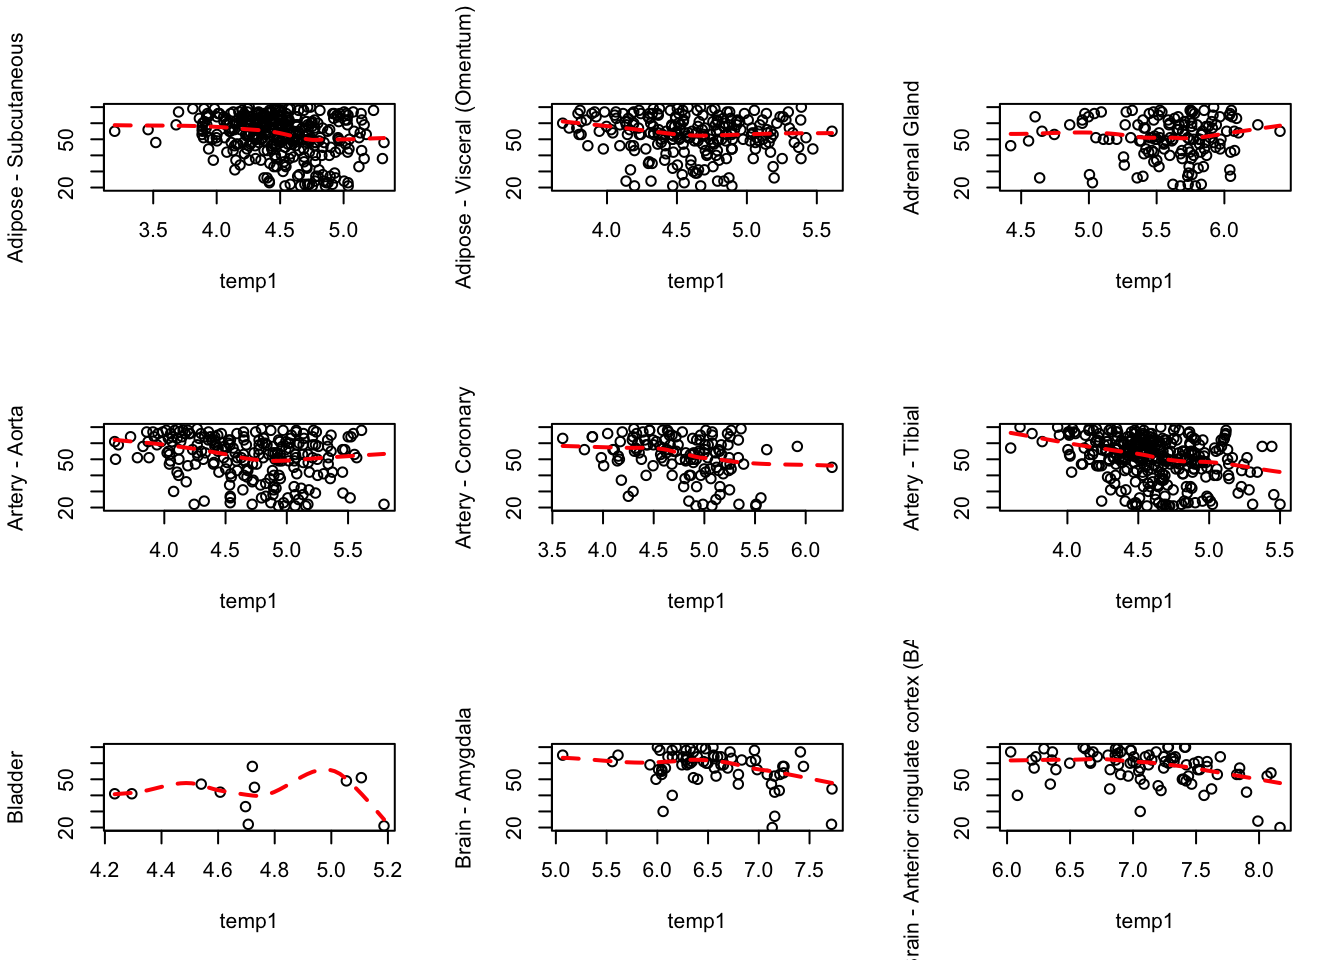 Adipose - Subcutaneous
20 50
3.5 4.0 4.5 5.0
temp1
Adipose - Visceral (Omentum)
20 50
4.0 4.5 5.0 5.5
temp1
Adrenal Gland
20 50
4.5 5.0 5.5 6.0
temp1
Artery - Aorta
20 50
4.0 4.5 5.0 5.5
temp1
Artery - Coronary
20 50
3.5 4.0 4.5 5.0 5.5 6.0
temp1
Artery - Tibial
20 50
4.0 4.5 5.0 5.5
temp1
Bladder
20 50
4.2 4.4 4.6 4.8 5.0 5.2
temp1
Brain - Amygdala
20 50
5.0 5.5 6.0 6.5 7.0 7.5
temp1
rain - Anterior cingulate cortex (BA
20 50
6.0 6.5 7.0 7.5 8.0
temp1